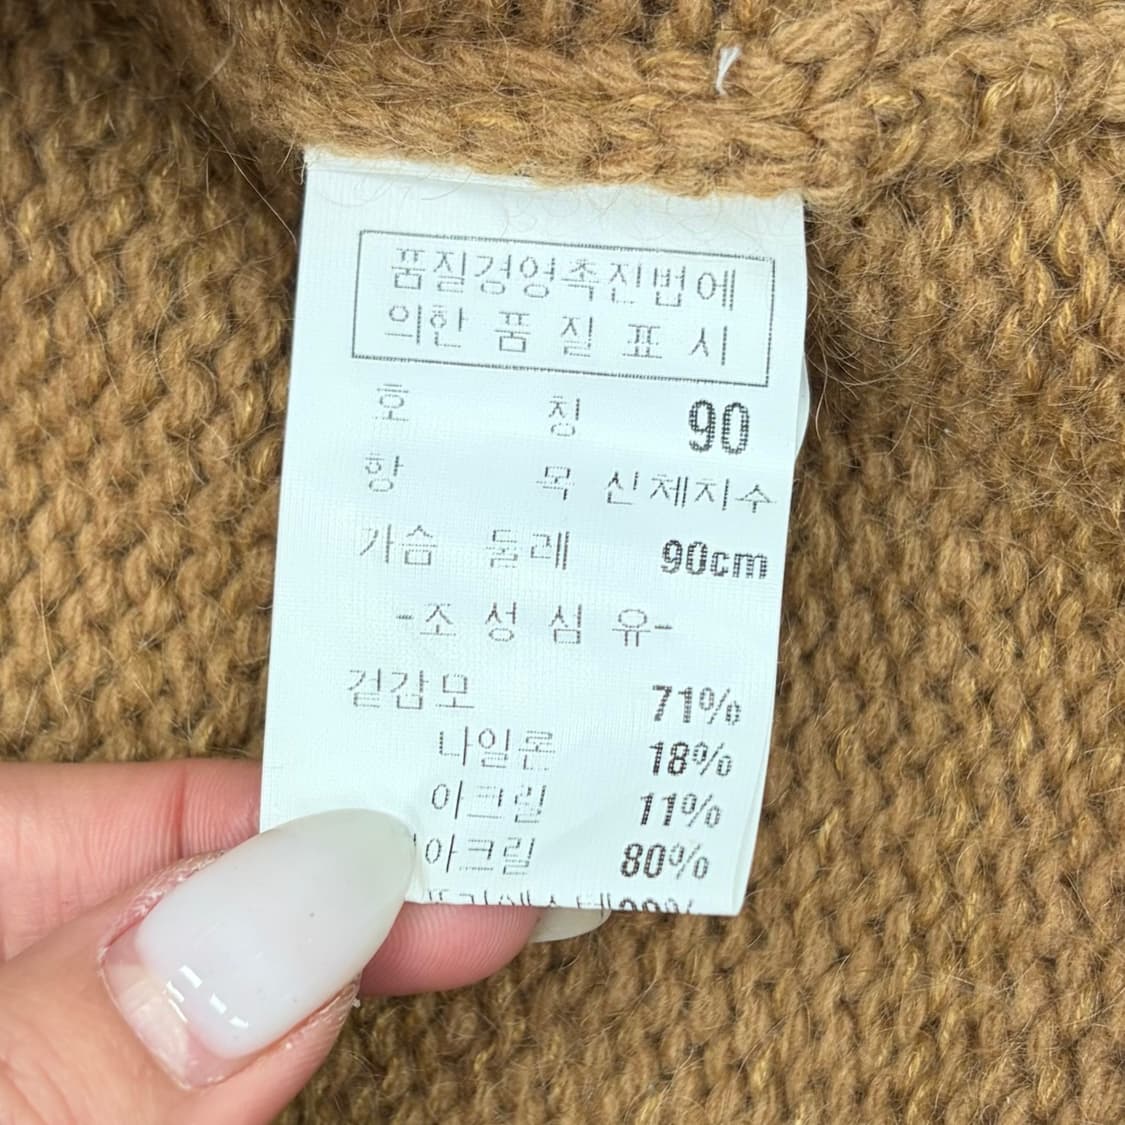 품질경영촉진법에
의한 품 질 표 시
호 칭 90
항 목 신체치수
가슴 둘레 90cm
-조 성 섬 유-
겉감모 71%
나일론 18%
아크릴 11%
아크릴 80%